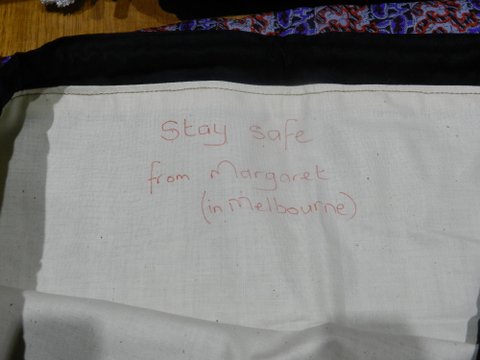 Stay safe
from Margaret
(in Melbourne)